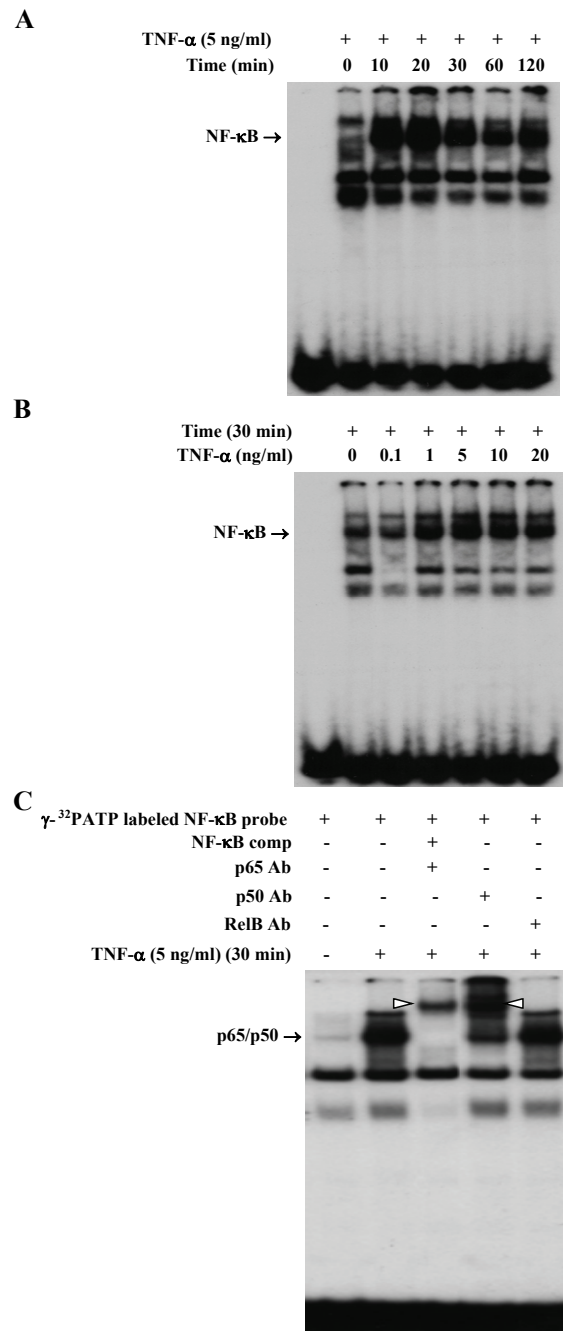 A
TNF-α (5 ng/ml) + + + + + +
Time (min) 0 10 20 30 60 120
NF-κB →
B
Time (30 min) + + + + + +
TNF-α (ng/ml) 0 0.1 1 5 10 20
NF-κB →
C
γ-³²PATP labeled NF-κB probe + + + + +
NF-κB comp - - + - -
p65 Ab - - + - -
p50 Ab - - - + -
RelB Ab - - - - +
TNF-α (5 ng/ml) (30 min) - + + + +
p65/p50 →